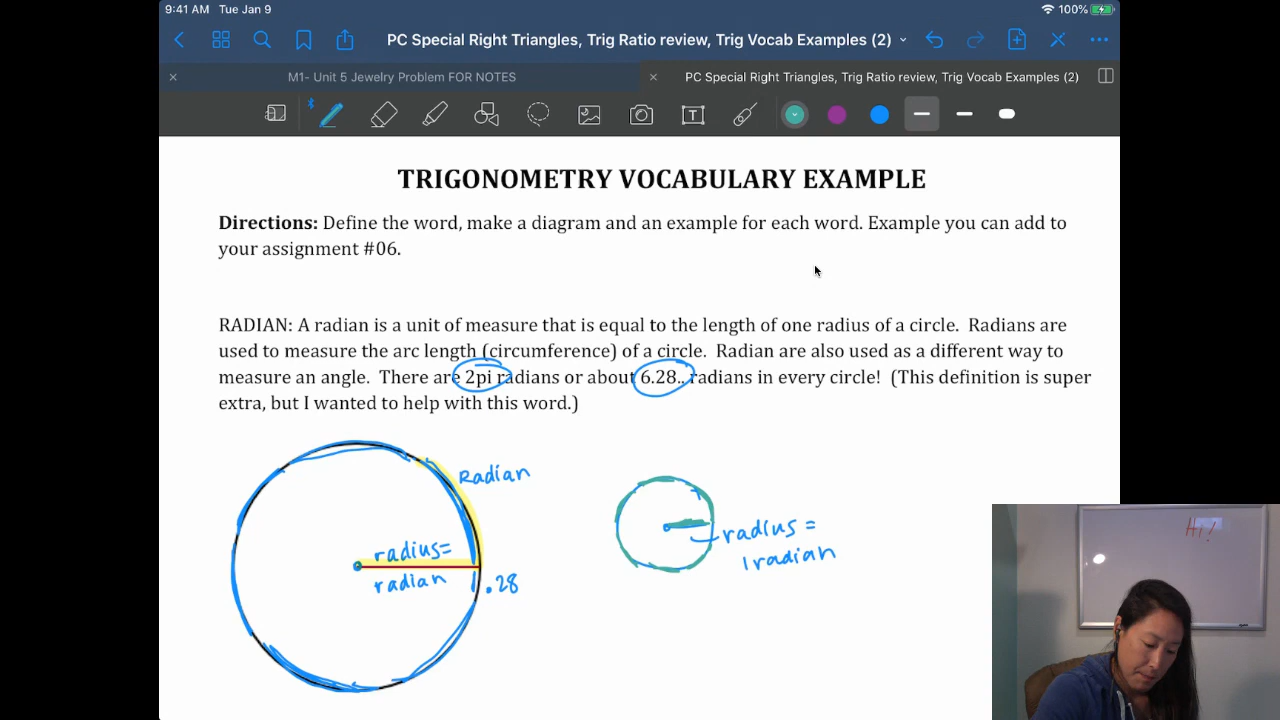 9:41 AM Tue Jan 9
100%
PC Special Right Triangles, Trig Ratio review, Trig Vocab Examples (2)
M1- Unit 5 Jewelry Problem FOR NOTES
PC Special Right Triangles, Trig Ratio review, Trig Vocab Examples (2)
T
TRIGONOMETRY VOCABULARY EXAMPLE
Directions: Define the word, make a diagram and an example for each word. Example you can add to
your assignment #06.
RADIAN: A radian is a unit of measure that is equal to the length of one radius of a circle. Radians are
used to measure the arc length (circumference) of a circle. Radian are also used as a different way to
measure an angle. There are 2pi radians or about 6.28.. radians in every circle! (This definition is super
extra, but I wanted to help with this word.)
Radian
radius=
radian
.28
radius =
1 radian
Hi!